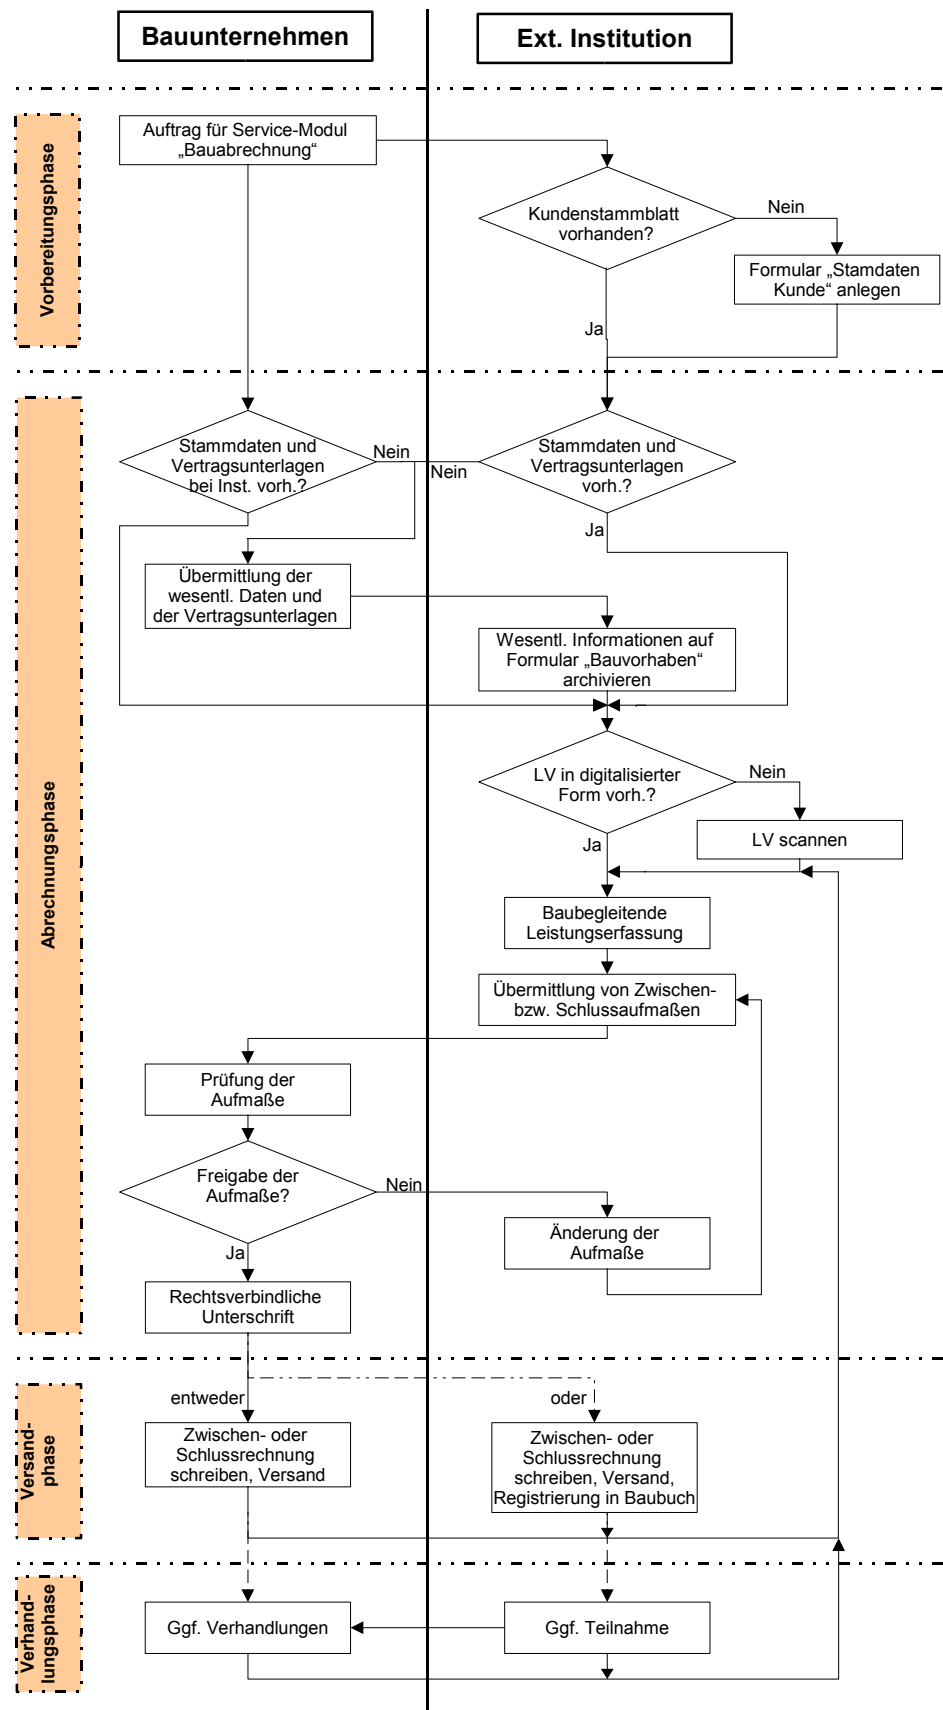 Bauunternehmen
Ext. Institution
Vorbereitungsphase
Auftrag für Service-Modul
„Bauabrechnung“
Kundenstammblatt
vorhanden?
Nein
Formular „Stamdaten
Kunde“ anlegen
Ja
Abrechnungsphase
Stammdaten und
Vertragsunterlagen
bei Inst. vorh.?
Nein
Nein
Stammdaten und
Vertragsunterlagen
vorh.?
Ja
Übermittlung der
wesentl. Daten und
der Vertragsunterlagen
Wesentl. Informationen auf
Formular „Bauvorhaben“
archivieren
LV in digitalisierter
Form vorh.?
Nein
LV scannen
Ja
Baubegleitende
Leistungserfassung
Übermittlung von Zwischen-
bzw. Schlussaufmaßen
Prüfung der
Aufmaße
Freigabe der
Aufmaße?
Nein
Änderung der
Aufmaße
Ja
Rechtsverbindliche
Unterschrift
Versand-
phase
entweder
oder
Zwischen- oder
Schlussrechnung
schreiben, Versand
Zwischen- oder
Schlussrechnung
schreiben, Versand,
Registrierung in Baubuch
Verhand-
lungsphase
Ggf. Verhandlungen
Ggf. Teilnahme